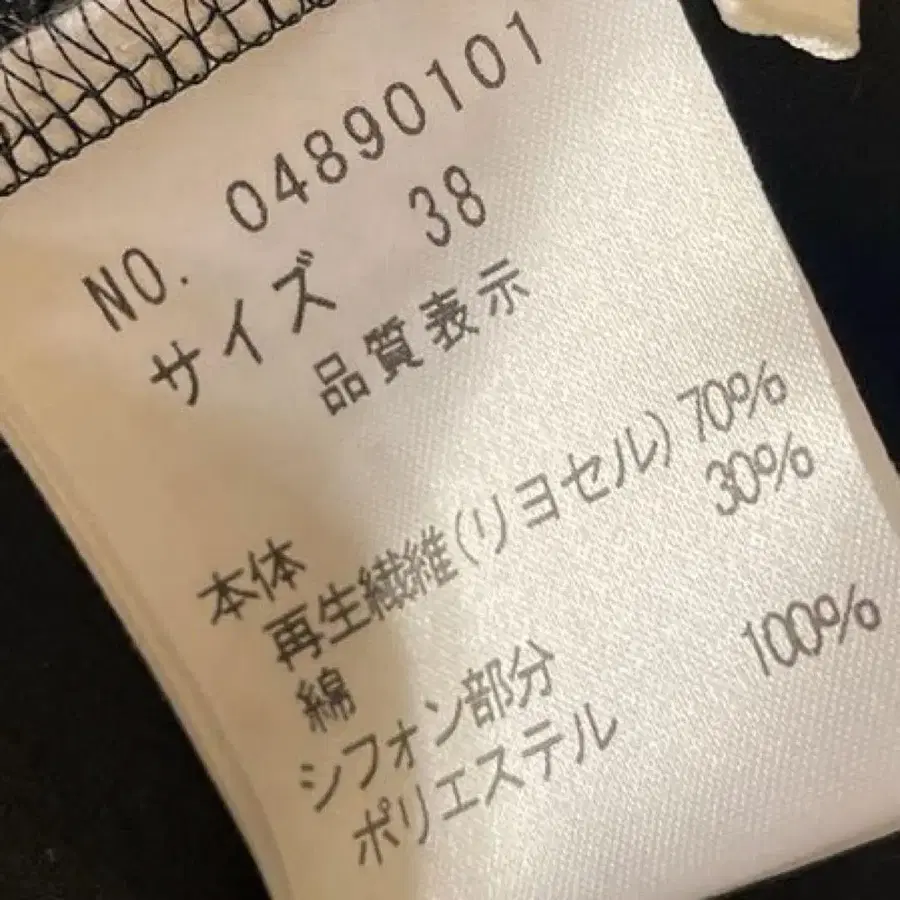 NO. 04890101
サイズ 38
品質表示
本体
再生繊維(リヨセル) 70%
綿 30%
シフォン部分
ポリエステル 100%